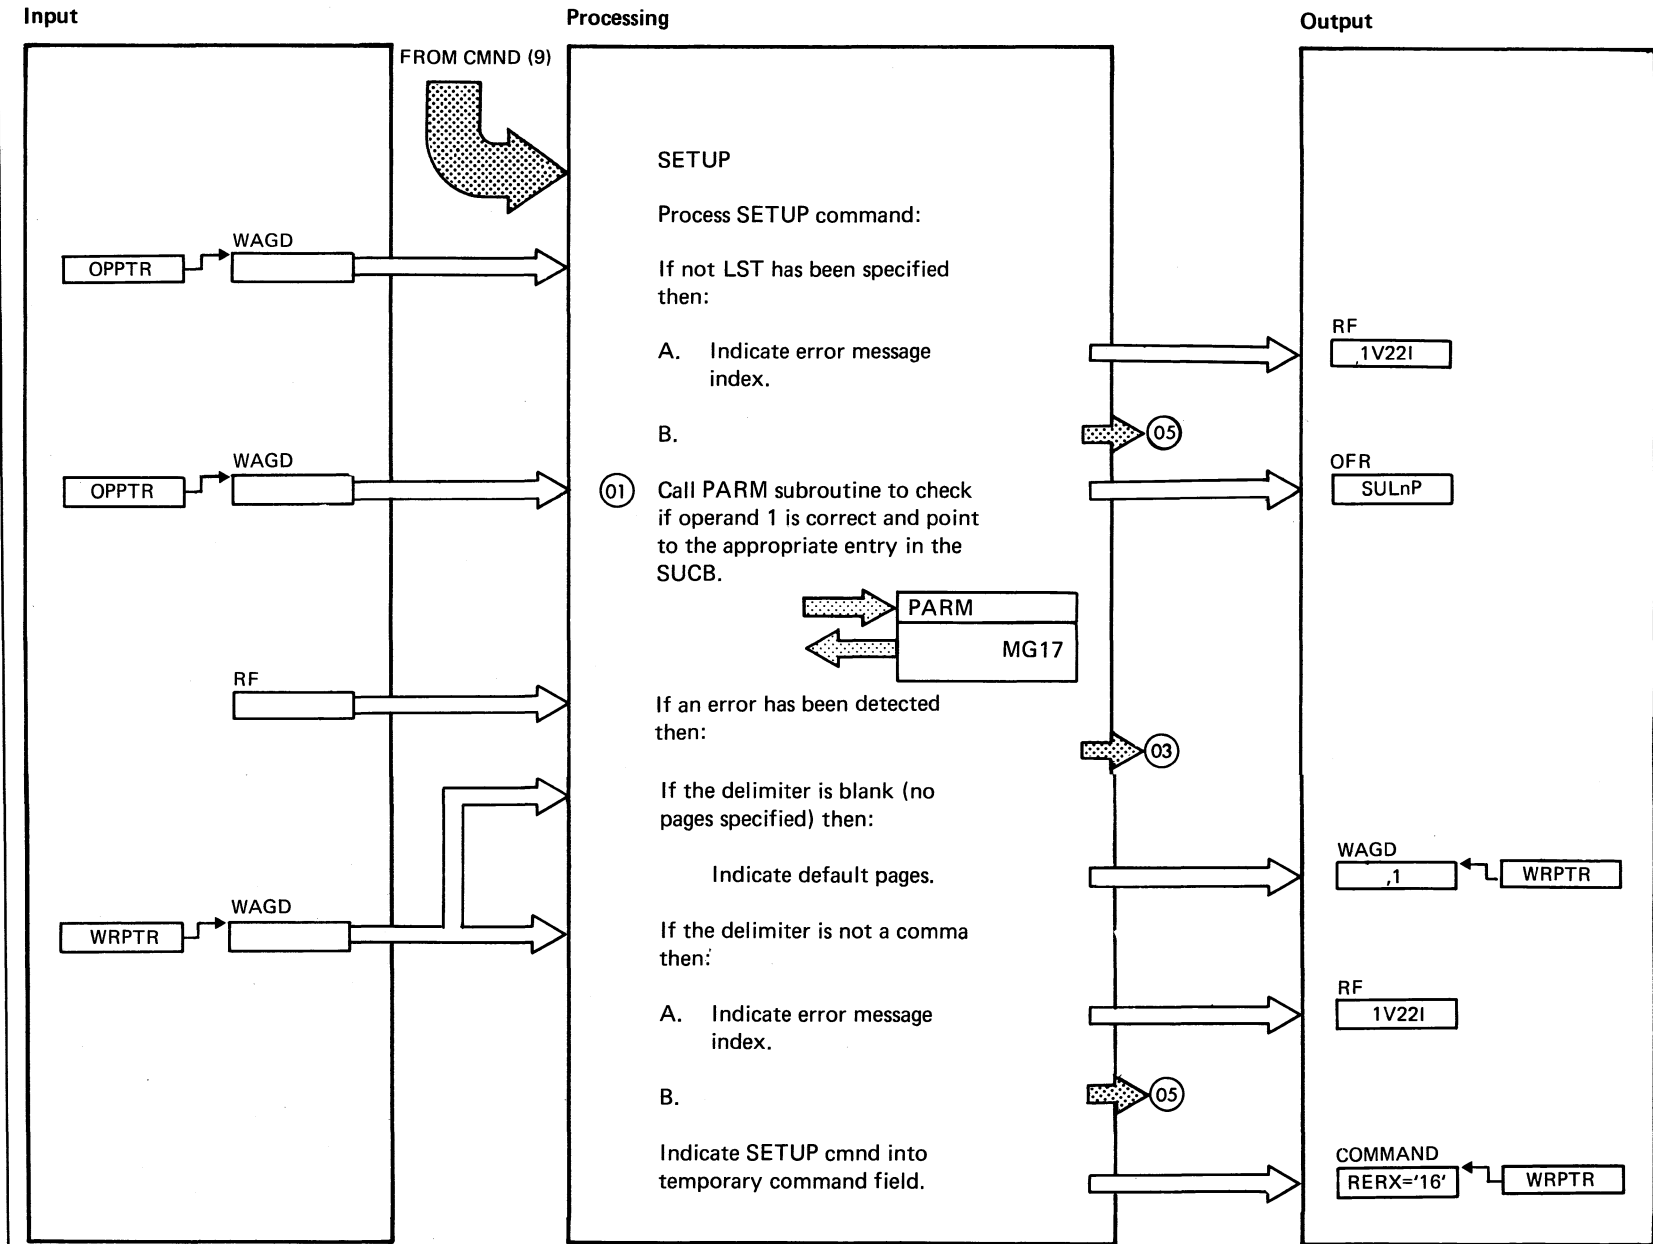 Input
Processing
Output
FROM CMND (9)
SETUP
Process SETUP command:
WAGD
OPPTR
If not LST has been specified
then:
RF
A. Indicate error message
index.
,1V22I
B.
05
WAGD
OPPTR
01
Call PARM subroutine to check
if operand 1 is correct and point
to the appropriate entry in the
SUCB.
OFR
SULnP
PARM
MG17
RF
If an error has been detected
then:
03
If the delimiter is blank (no
pages specified) then:
Indicate default pages.
WAGD
,1
WRPTR
WAGD
WRPTR
If the delimiter is not a comma
then:
RF
A. Indicate error message
index.
1V22I
B.
05
Indicate SETUP cmnd into
temporary command field.
COMMAND
RERX='16'
WRPTR